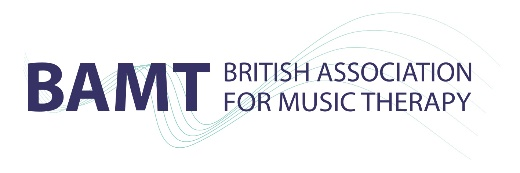 BAMT BRITISH ASSOCIATION
FOR MUSIC THERAPY